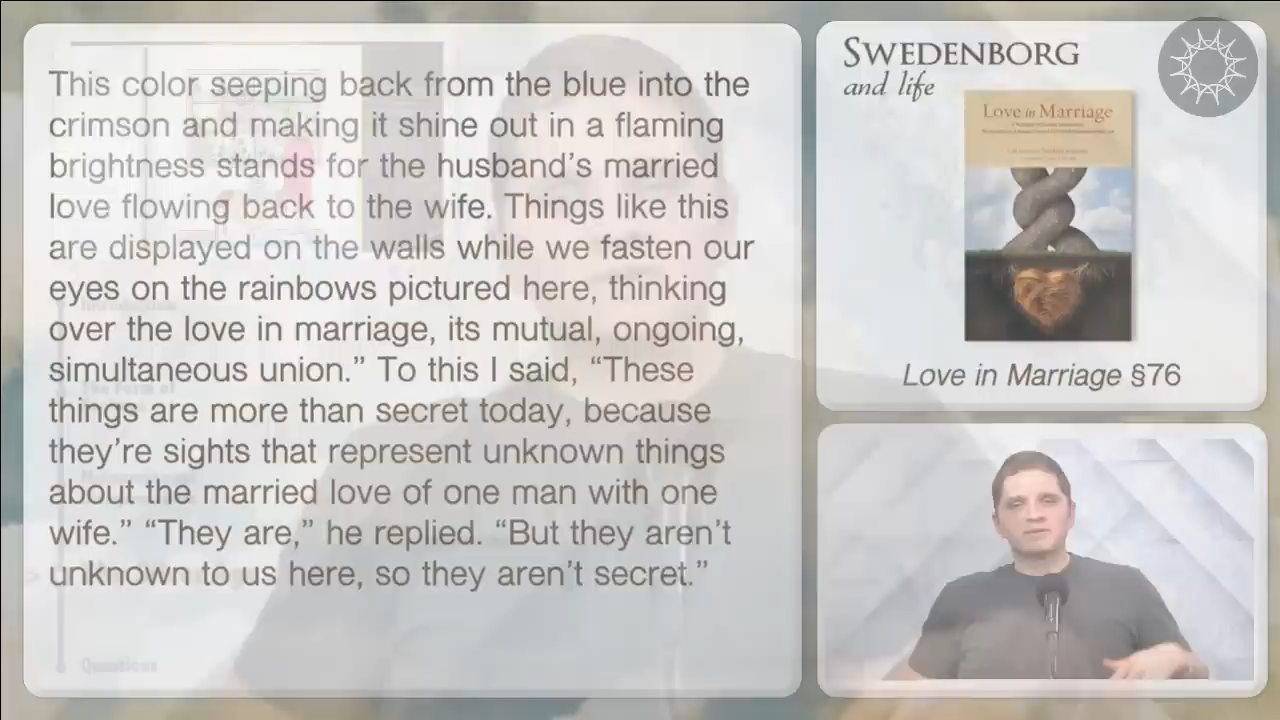 This color seeping back from the blue into the
crimson and making it shine out in a flaming
brightness stands for the husband’s married
love flowing back to the wife. Things like this
are displayed on the walls while we fasten our
eyes on the rainbows pictured here, thinking
over the love in marriage, its mutual, ongoing,
simultaneous union.” To this I said, “These
things are more than secret today, because
they’re sights that represent unknown things
about the married love of one man with one
wife.” “They are,” he replied. “But they aren’t
unknown to us here, so they aren’t secret.”
Questions
SWEDENBORG
and life
Love in Marriage
Love in Marriage §76